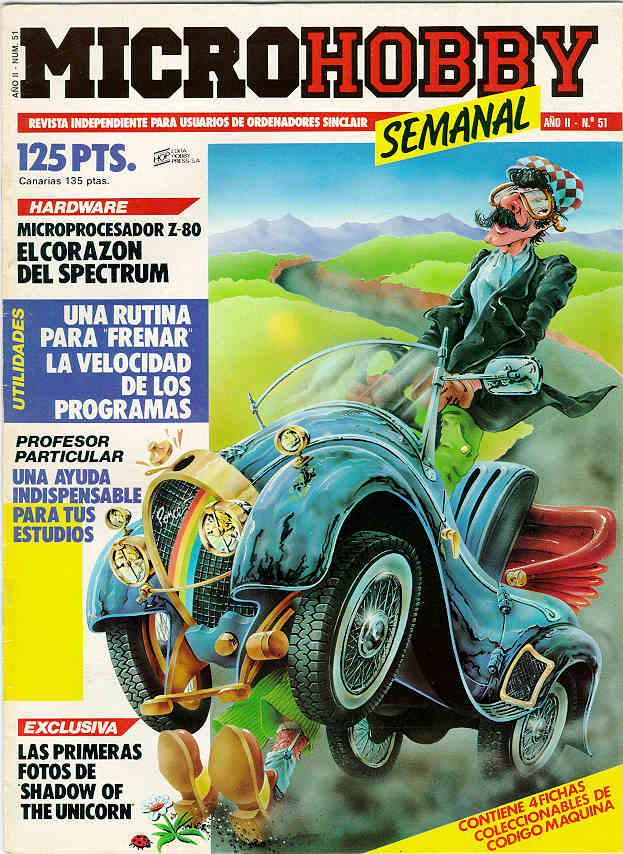 AÑO II - NUM. 51
MICROHOBBY
REVISTA INDEPENDIENTE PARA USUARIOS DE ORDENADORES SINCLAIR
SEMANAL
AÑO II - N.º 51
125 PTS.
Canarias 135 ptas.
HOP
EDITA
HOBBY
PRESS S.A.
HARDWARE
MICROPROCESADOR Z-80
EL CORAZON
DEL SPECTRUM
UTILIDADES
UNA RUTINA
PARA "FRENAR"
LA VELOCIDAD
DE LOS
PROGRAMAS
PROFESOR
PARTICULAR
UNA AYUDA
INDISPENSABLE
PARA TUS
ESTUDIOS
EXCLUSIVA
LAS PRIMERAS
FOTOS DE
"SHADOW OF
THE UNICORN"
CONTIENE 4 FICHAS
COLECCIONABLES DE
CODIGO MAQUINA